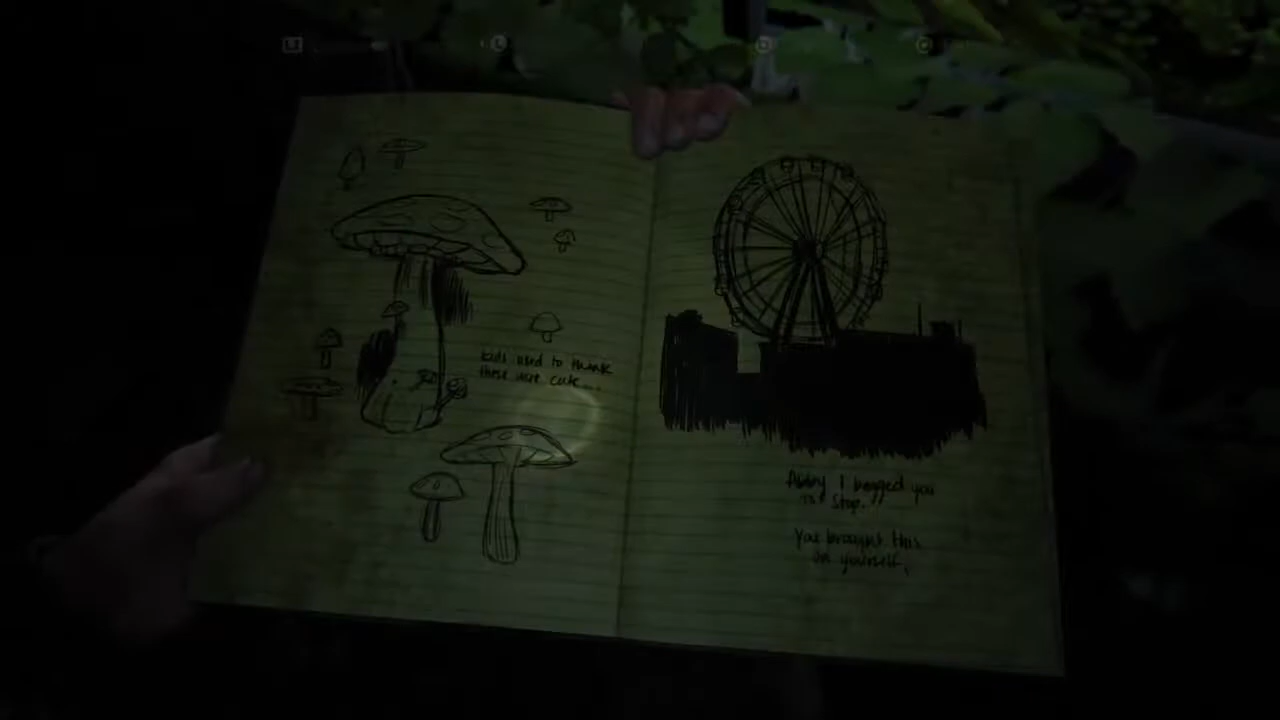 kids used to think
these were cute...
Abby I begged you
to stop.
You brought this
on yourself.